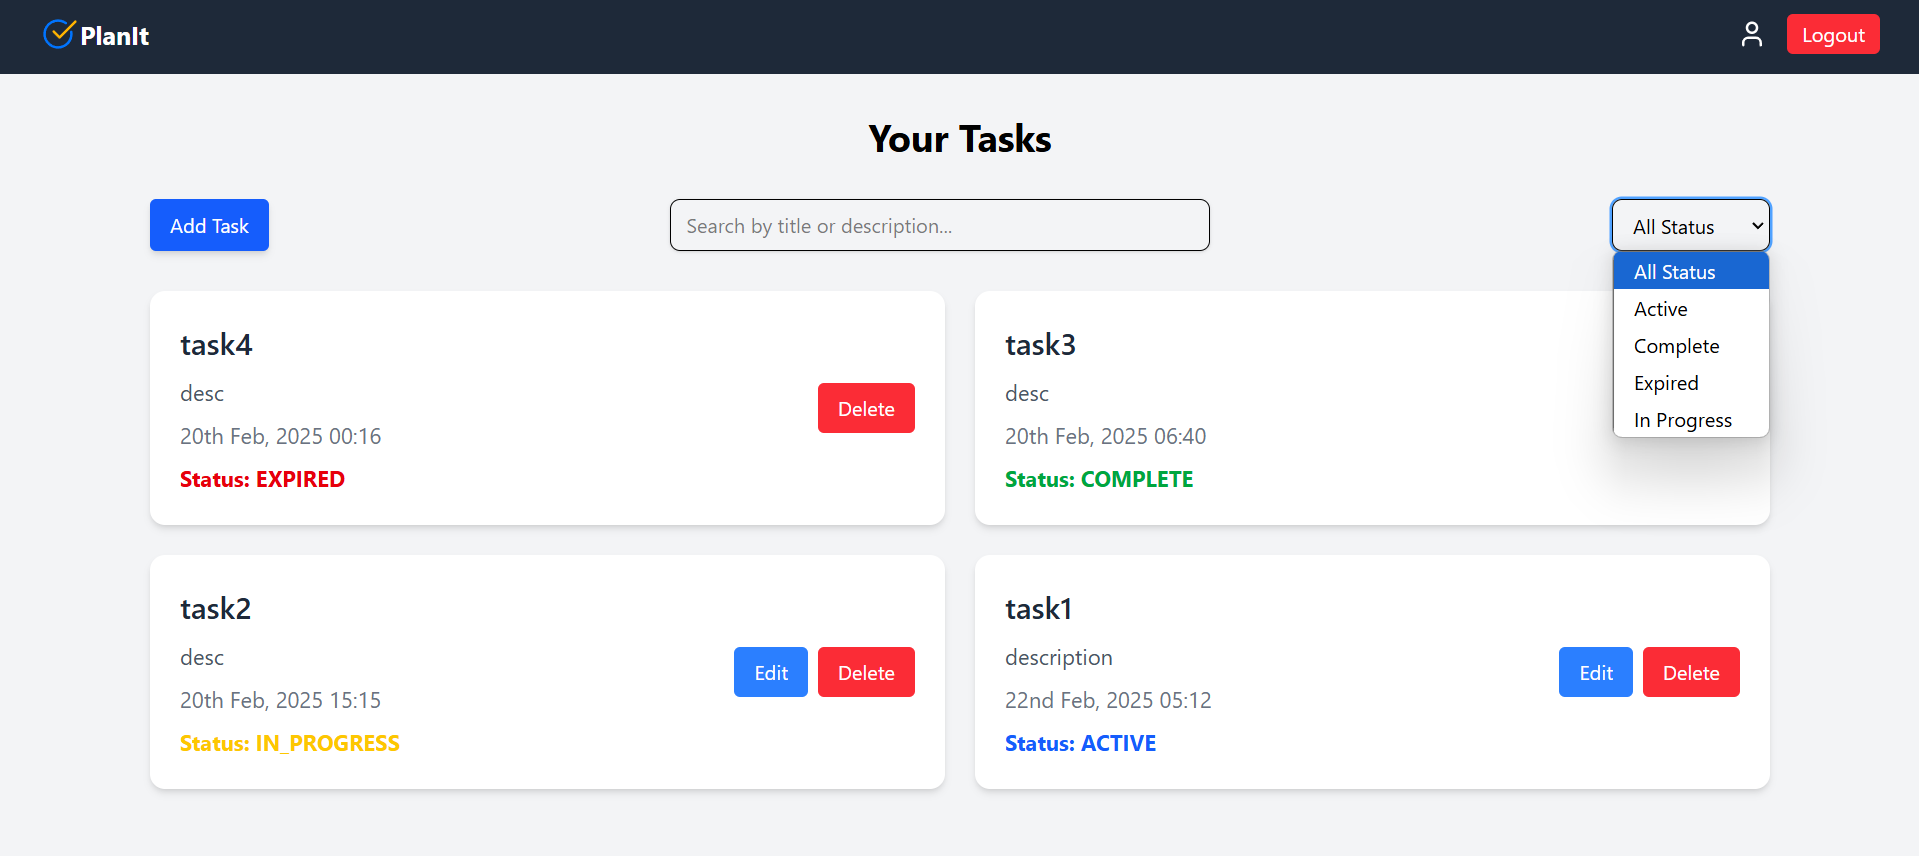 PlanIt
Logout
Your Tasks
Add Task
Search by title or description...
All Status
All Status
Active
Complete
Expired
In Progress
task4
desc
20th Feb, 2025 00:16
Status: EXPIRED
Delete
task3
desc
20th Feb, 2025 06:40
Status: COMPLETE
task2
desc
20th Feb, 2025 15:15
Status: IN_PROGRESS
Edit
Delete
task1
description
22nd Feb, 2025 05:12
Status: ACTIVE
Edit
Delete